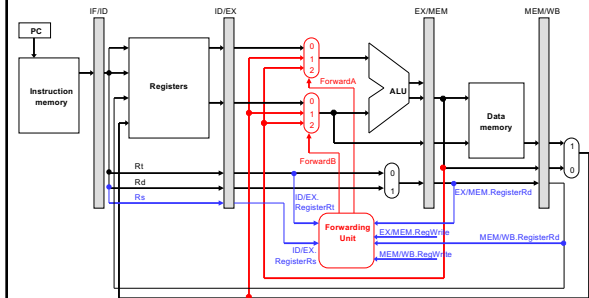 IF/ID
ID/EX
EX/MEM
MEM/WB
PC
Instruction
memory
Registers
0
1
2
ForwardA
ALU
0
1
2
ForwardB
Data
memory
1
0
Rt
Rd
Rs
0
1
ID/EX.
RegisterRt
EX/MEM.RegisterRd
Forwarding
Unit
EX/MEM.RegWrite
MEM/WB.RegisterRd
ID/EX.
RegisterRs
MEM/WB.RegWrite